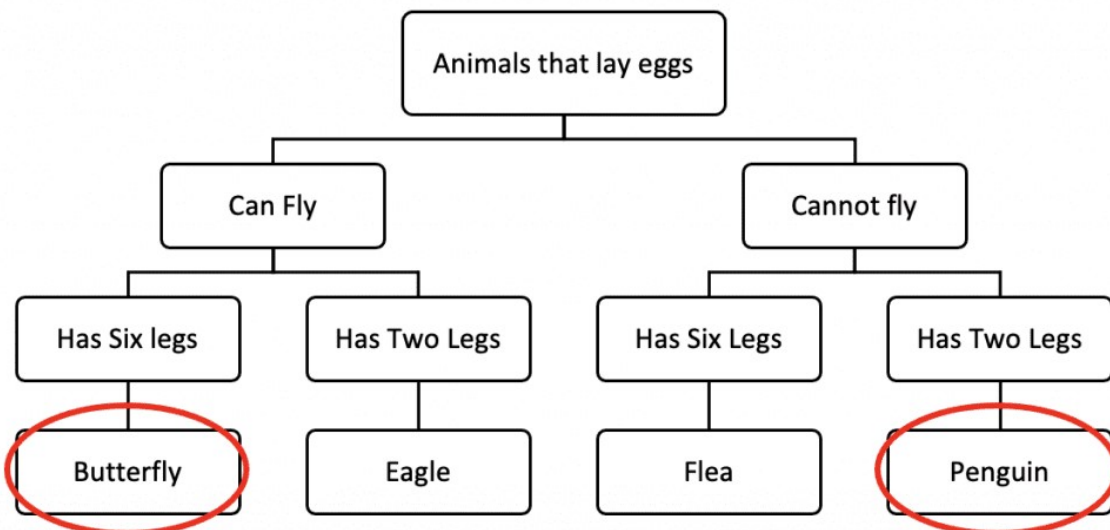 Animals that lay eggs
Can Fly
Cannot fly
Has Six legs
Has Two Legs
Has Six Legs
Has Two Legs
Butterfly
Eagle
Flea
Penguin